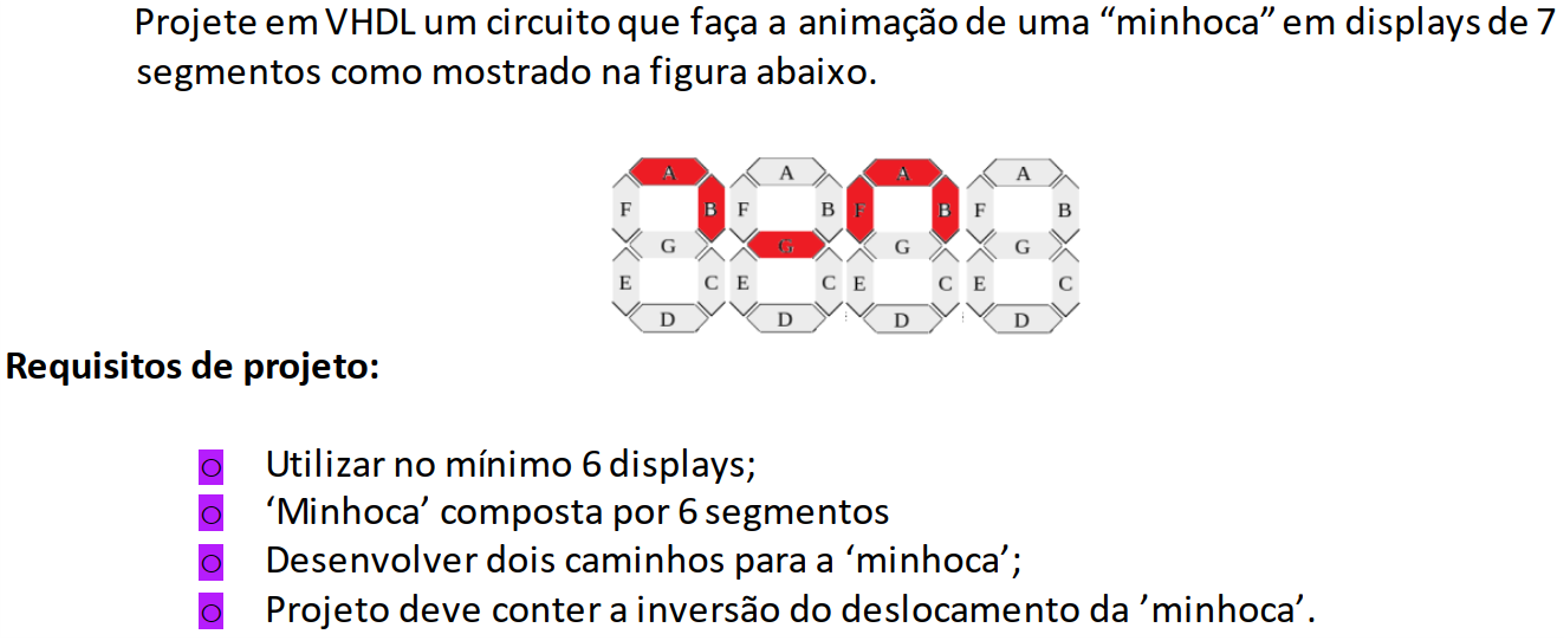 Projete em VHDL um circuito que faça a animação de uma “minhoca” em displays de 7
segmentos como mostrado na figura abaixo.
A A A A
F B F B F B F B
G G G G
E C E C E C E C
D D D D
Requisitos de projeto:
Utilizar no mínimo 6 displays;
‘Minhoca’ composta por 6 segmentos
Desenvolver dois caminhos para a ‘minhoca’;
Projeto deve conter a inversão do deslocamento da ’minhoca’.